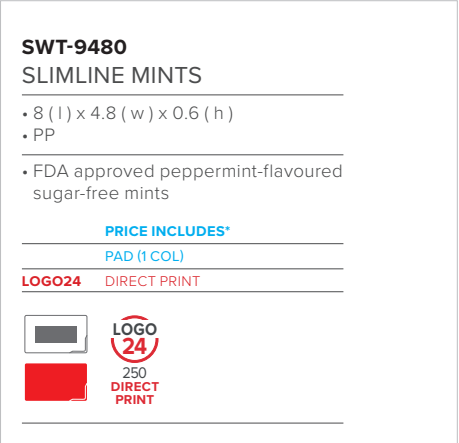 SWT-9480
SLIMLINE MINTS
• 8 ( l ) x 4.8 ( w ) x 0.6 ( h )
• PP
• FDA approved peppermint-flavoured
sugar-free mints
PRICE INCLUDES*
PAD (1 COL)
LOGO24 DIRECT PRINT
LOGO
24
250
DIRECT
PRINT